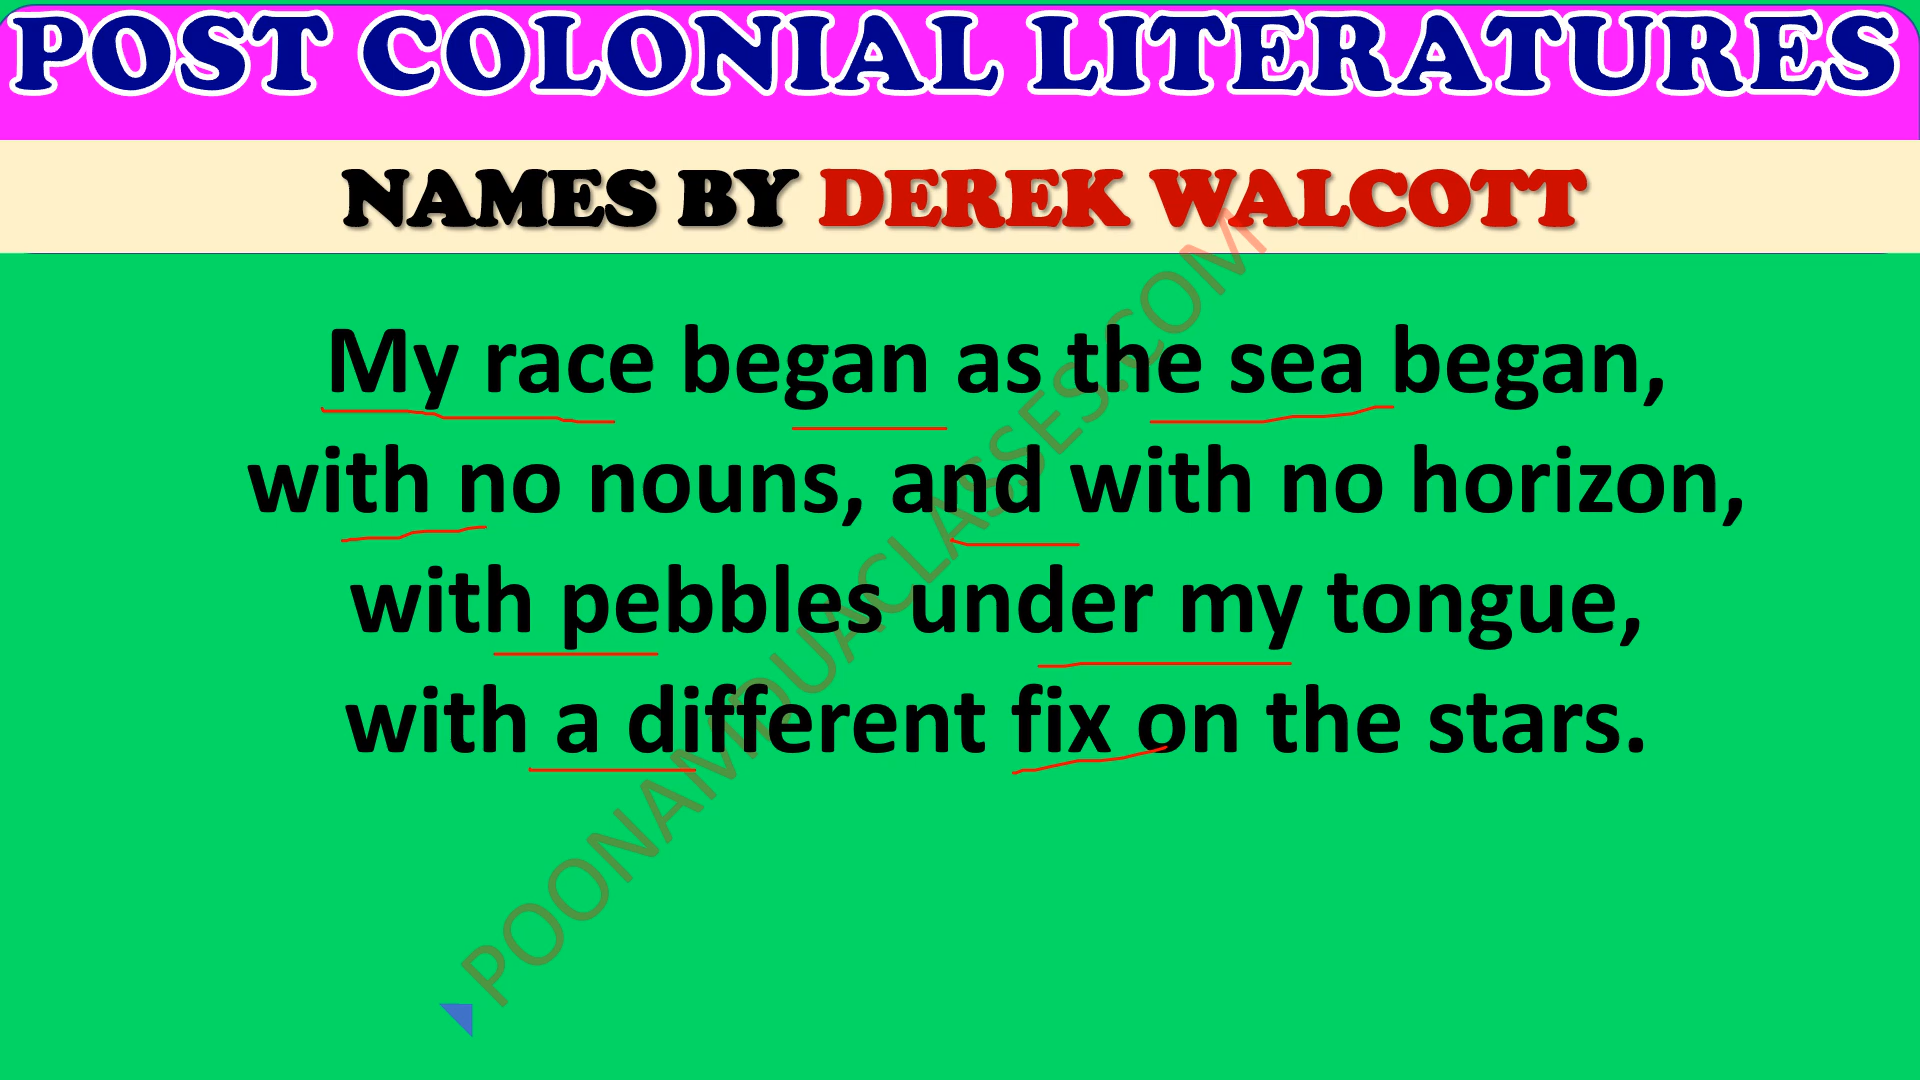 POST COLONIAL LITERATURES
NAMES BY DEREK WALCOTT
My race began as the sea began,
with no nouns, and with no horizon,
with pebbles under my tongue,
with a different fix on the stars.
POONAMDUACLASSES.COM